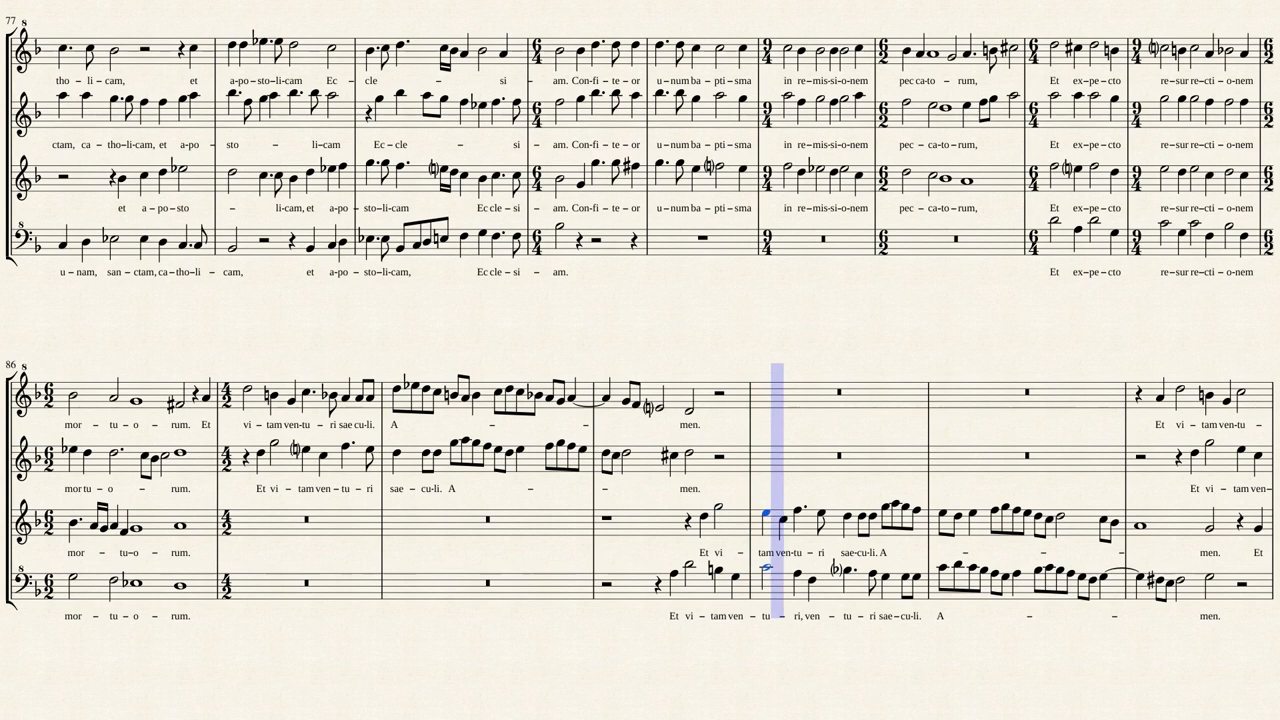 77
tho – li – cam, et a-po-sto-li-cam Ec – cle – – si – am. Con-fi-te-or u-num ba-pti-sma in re-mis-si-o-nem pec ca-to – rum, Et ex-pe-cto re-sur re-cti-o-nem
ctam, ca-tho-li-cam, et a-po – sto – – li-cam Ec-cle – – si – am. Con-fi-te-or u-num ba-pti-sma in re-mis-si-o-nem pec-ca-to-rum, Et ex-pe-cto re-sur-re-cti-o-nem
et a-po-sto – – li-cam, et a-po – sto-li-cam Ec cle-si – am. Con-fi-te-or u-num ba-pti-sma in re-mis-si-o-nem pec-ca-to-rum, Et ex-pe-cto re-sur re-cti-o-nem
u-nam, san-ctam, ca-tho-li – cam, et a-po – sto-li-cam, Ec cle-si – am. Et ex-pe-cto re-sur re-cti-o-nem
86
mor – tu – o – rum. Et vi-tam ven-tu – ri sae cu-li. A – – – men. Et vi – tam ven-tu –
mor tu – o – rum. Et vi – tam ven-tu – ri sae – cu-li. A – – – men. Et vi – tam ven–
mor – tu-o – rum. Et vi – tam ven-tu – ri sae-cu-li. A – – – men. Et
mor – tu – o – rum. Et vi – tam ven – tu – ri, ven – tu – ri sae-cu-li. A – – men.